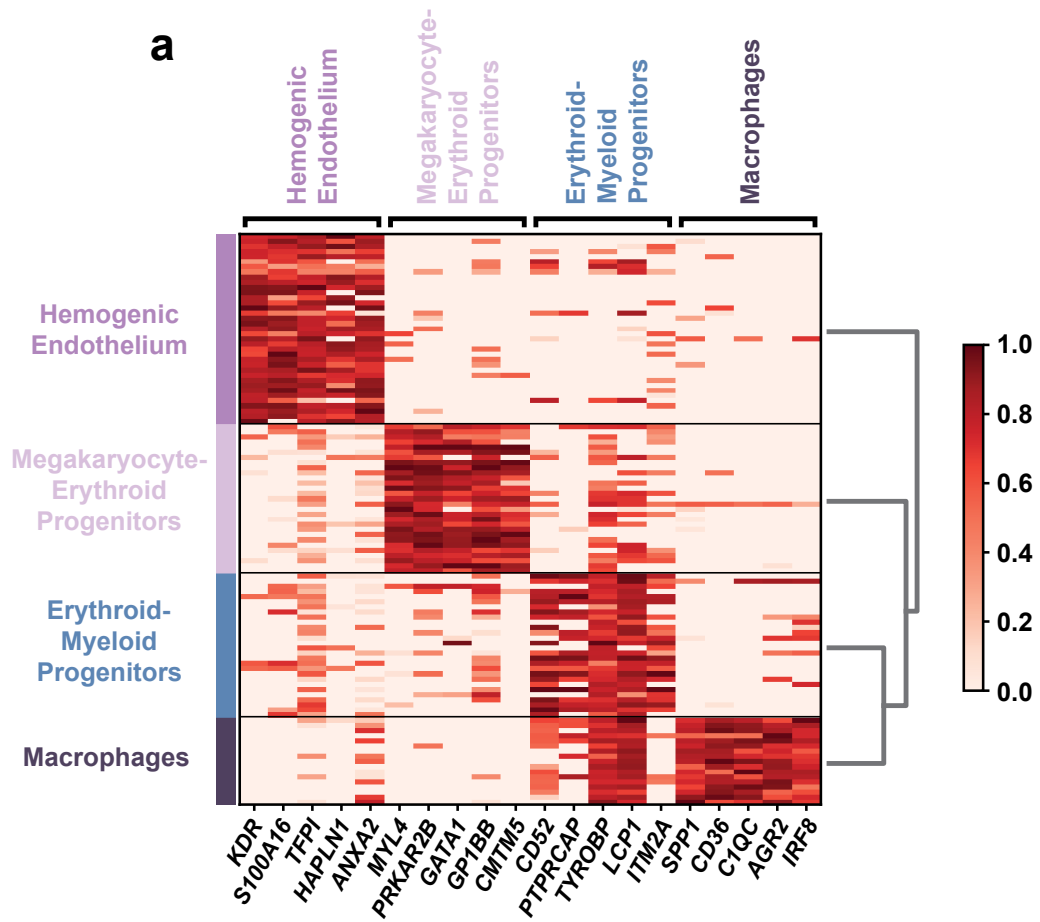 a
Hemogenic
Endothelium
Megakaryocyte-
Erythroid
Progenitors
Erythroid-
Myeloid
Progenitors
Macrophages
Hemogenic
Endothelium
Megakaryocyte-
Erythroid
Progenitors
Erythroid-
Myeloid
Progenitors
Macrophages
1.0
0.8
0.6
0.4
0.2
0.0
KDR
S100A16
TFPI
HAPLN1
ANXA2
MYL4
PRKAR2B
GATA1
GP1BB
CMTM5
CD52
PTPRCAP
TYROBP
LCP1
ITM2A
SPP1
CD36
C1QC
AGR2
IRF8